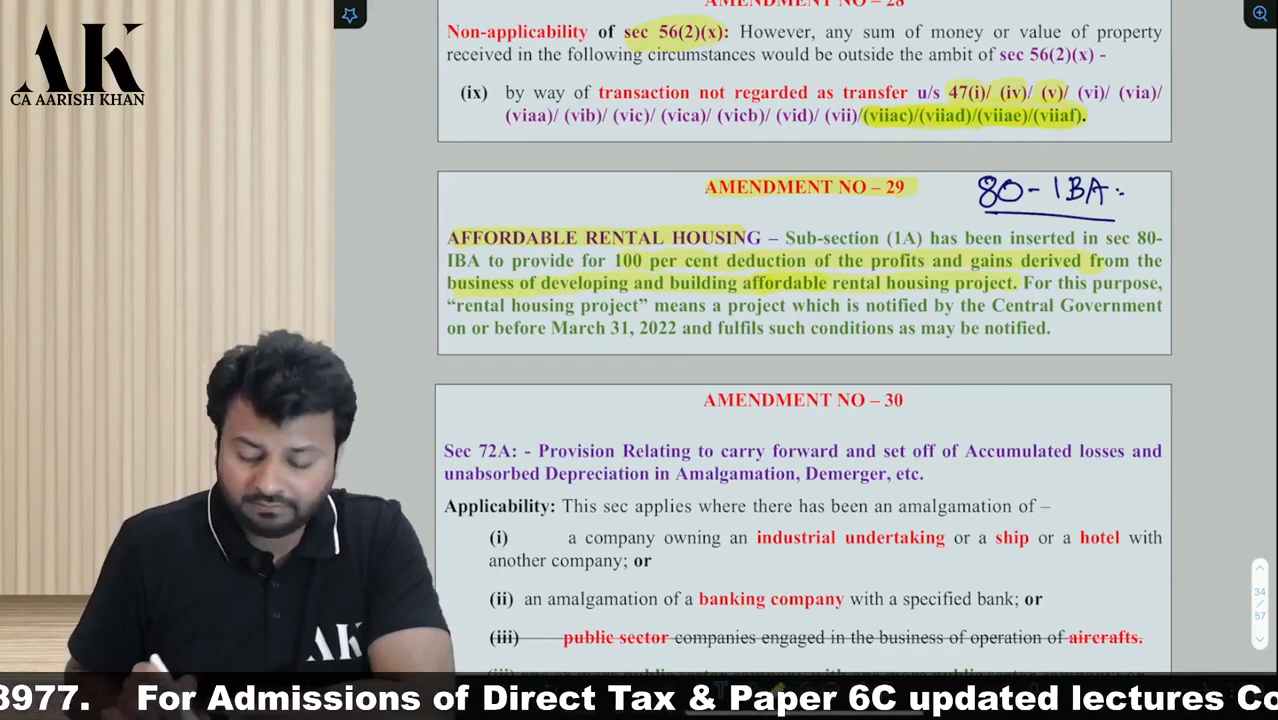 AK
CA AARISH KHAN
AMENDMENT NO – 28
Non-applicability of sec 56(2)(x): However, any sum of money or value of property
received in the following circumstances would be outside the ambit of sec 56(2)(x) -
(ix) by way of transaction not regarded as transfer u/s 47(i)/ (iv)/ (v)/ (vi)/ (via)/
(viaa)/ (vib)/ (vic)/ (vica)/ (vicb)/ (vid)/ (vii)/(viiac)/(viiad)/(viiae)/(viiaf).
AMENDMENT NO – 29
80-IBA:
AFFORDABLE RENTAL HOUSING – Sub-section (1A) has been inserted in sec 80-
IBA to provide for 100 per cent deduction of the profits and gains derived from the
business of developing and building affordable rental housing project. For this purpose,
“rental housing project” means a project which is notified by the Central Government
on or before March 31, 2022 and fulfils such conditions as may be notified.
AMENDMENT NO – 30
Sec 72A: - Provision Relating to carry forward and set off of Accumulated losses and
unabsorbed Depreciation in Amalgamation, Demerger, etc.
Applicability: This sec applies where there has been an amalgamation of –
(i) a company owning an industrial undertaking or a ship or a hotel with
another company; or
(ii) an amalgamation of a banking company with a specified bank; or
(iii) public sector companies engaged in the business of operation of aircrafts.
34
/
57
AK
3977. For Admissions of Direct Tax & Paper 6C updated lectures Co